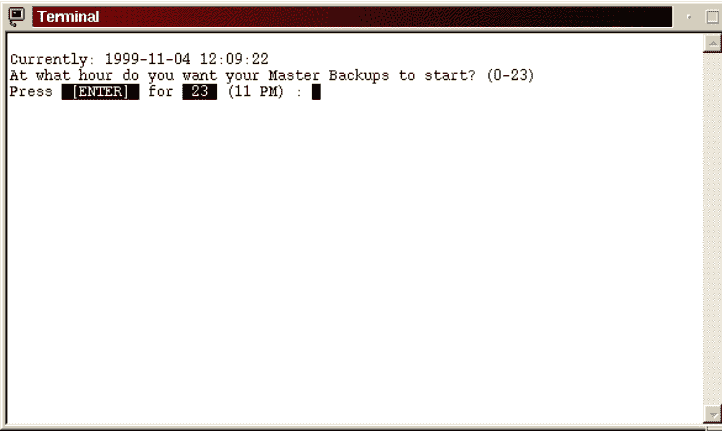 Terminal
Currently: 1999-11-04 12:09:22
At what hour do you want your Master Backups to start? (0-23)
Press [ENTER] for 23 (11 PM) :